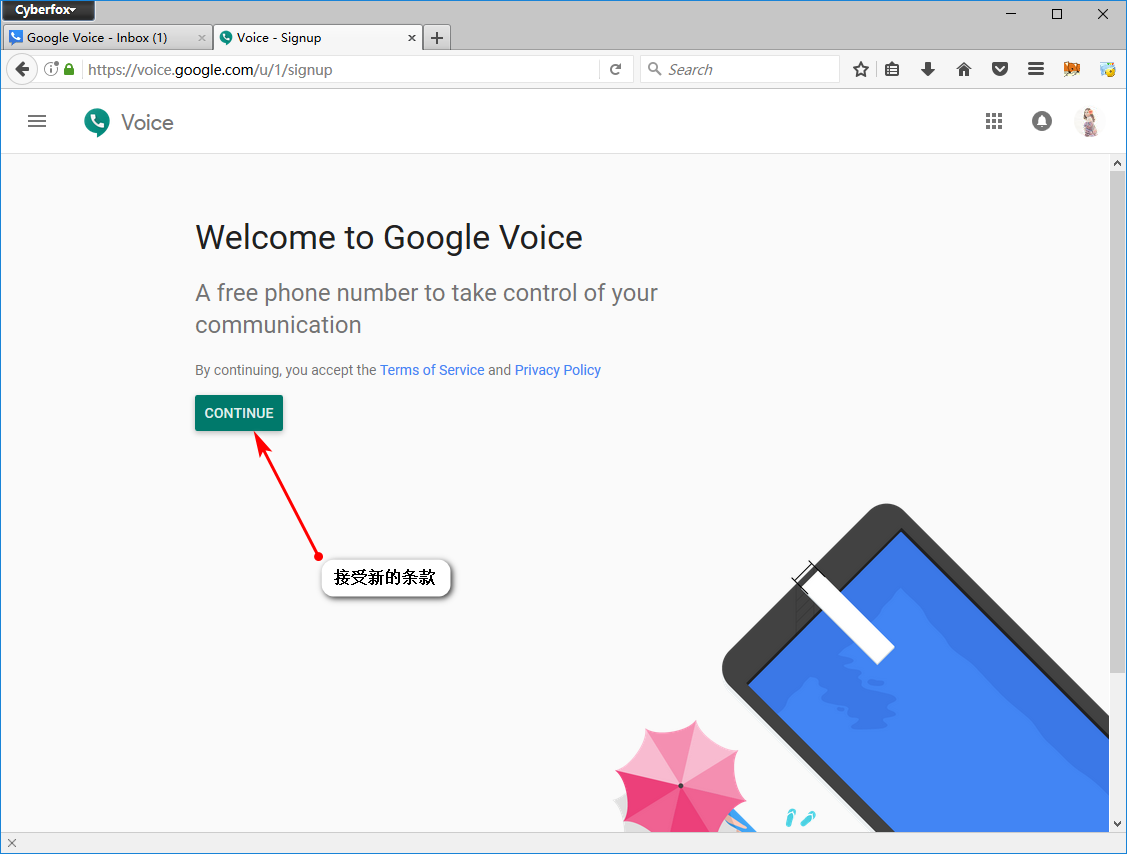 Cyberfox
Google Voice - Inbox (1)
Voice - Signup
https://voice.google.com/u/1/signup
Search
Voice
Welcome to Google Voice
A free phone number to take control of your
communication
By continuing, you accept the Terms of Service and Privacy Policy
CONTINUE
接受新的条款